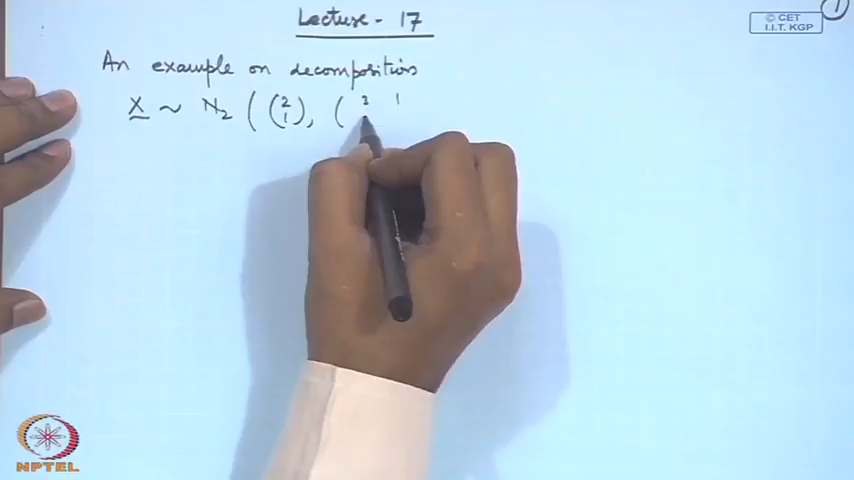 Lecture - 17
1
© CET
I.I.T. KGP
An example on decomposition
X ~ N₂ ( ( 2 1 ), ( 3 1
NPTEL